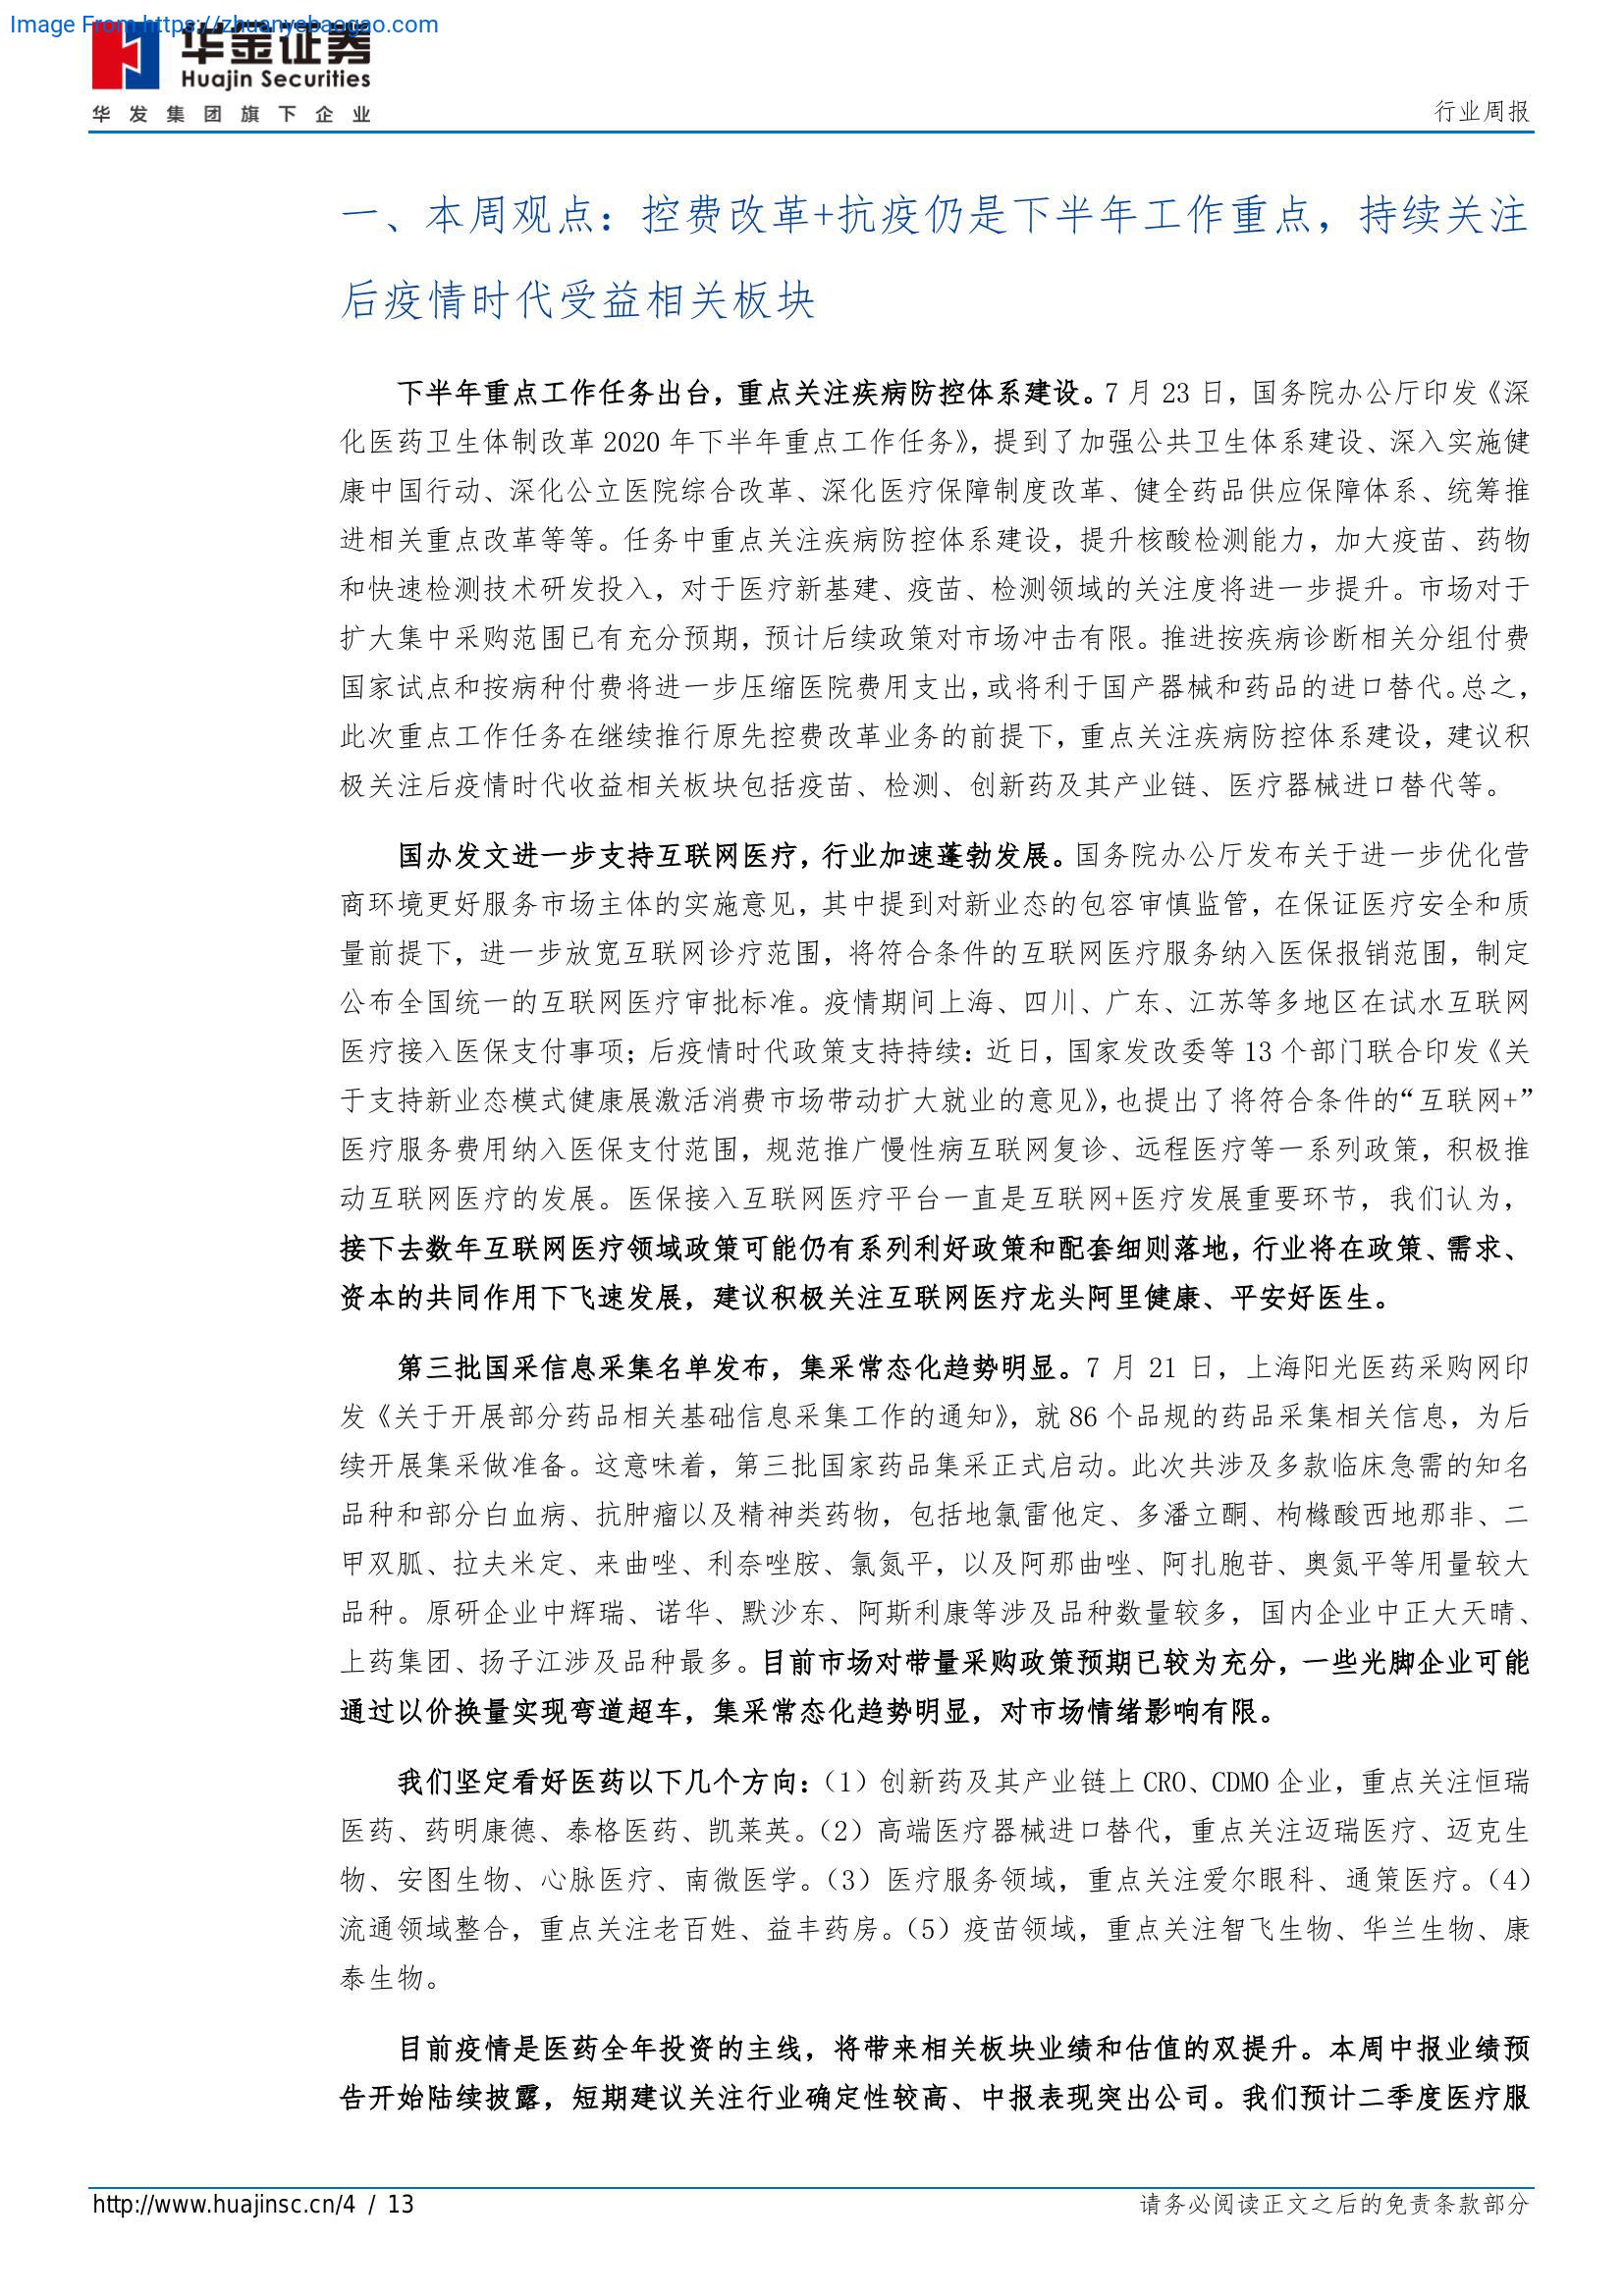 Image From https://zhuanyebaogao.com
华金证券
Huajin Securities
华发集团旗下企业
行业周报
一、本周观点：控费改革+抗疫仍是下半年工作重点，持续关注
后疫情时代受益相关板块
下半年重点工作任务出台，重点关注疾病防控体系建设。7 月 23 日，国务院办公厅印发《深
化医药卫生体制改革 2020 年下半年重点工作任务》，提到了加强公共卫生体系建设、深入实施健
康中国行动、深化公立医院综合改革、深化医疗保障制度改革、健全药品供应保障体系、统筹推
进相关重点改革等等。任务中重点关注疾病防控体系建设，提升核酸检测能力，加大疫苗、药物
和快速检测技术研发投入，对于医疗新基建、疫苗、检测领域的关注度将进一步提升。市场对于
扩大集中采购范围已有充分预期，预计后续政策对市场冲击有限。推进按疾病诊断相关分组付费
国家试点和按病种付费将进一步压缩医院费用支出，或将利于国产器械和药品的进口替代。总之，
此次重点工作任务在继续推行原先控费改革业务的前提下，重点关注疾病防控体系建设，建议积
极关注后疫情时代收益相关板块包括疫苗、检测、创新药及其产业链、医疗器械进口替代等。
国办发文进一步支持互联网医疗，行业加速蓬勃发展。国务院办公厅发布关于进一步优化营
商环境更好服务市场主体的实施意见，其中提到对新业态的包容审慎监管，在保证医疗安全和质
量前提下，进一步放宽互联网诊疗范围，将符合条件的互联网医疗服务纳入医保报销范围，制定
公布全国统一的互联网医疗审批标准。疫情期间上海、四川、广东、江苏等多地区在试水互联网
医疗接入医保支付事项；后疫情时代政策支持持续：近日，国家发改委等 13 个部门联合印发《关
于支持新业态模式健康展激活消费市场带动扩大就业的意见》，也提出了将符合条件的“互联网+”
医疗服务费用纳入医保支付范围，规范推广慢性病互联网复诊、远程医疗等一系列政策，积极推
动互联网医疗的发展。医保接入互联网医疗平台一直是互联网+医疗发展重要环节，我们认为，
接下去数年互联网医疗领域政策可能仍有系列利好政策和配套细则落地，行业将在政策、需求、
资本的共同作用下飞速发展，建议积极关注互联网医疗龙头阿里健康、平安好医生。
第三批国采信息采集名单发布，集采常态化趋势明显。7 月 21 日，上海阳光医药采购网印
发《关于开展部分药品相关基础信息采集工作的通知》，就 86 个品规的药品采集相关信息，为后
续开展集采做准备。这意味着，第三批国家药品集采正式启动。此次共涉及多款临床急需的知名
品种和部分白血病、抗肿瘤以及精神类药物，包括地氯雷他定、多潘立酮、枸橼酸西地那非、二
甲双胍、拉夫米定、来曲唑、利奈唑胺、氯氮平，以及阿那曲唑、阿扎胞苷、奥氮平等用量较大
品种。原研企业中辉瑞、诺华、默沙东、阿斯利康等涉及品种数量较多，国内企业中正大天晴、
上药集团、扬子江涉及品种最多。目前市场对带量采购政策预期已较为充分，一些光脚企业可能
通过以价换量实现弯道超车，集采常态化趋势明显，对市场情绪影响有限。
我们坚定看好医药以下几个方向：（1）创新药及其产业链上 CRO、CDMO 企业，重点关注恒瑞
医药、药明康德、泰格医药、凯莱英。（2）高端医疗器械进口替代，重点关注迈瑞医疗、迈克生
物、安图生物、心脉医疗、南微医学。（3）医疗服务领域，重点关注爱尔眼科、通策医疗。（4）
流通领域整合，重点关注老百姓、益丰药房。（5）疫苗领域，重点关注智飞生物、华兰生物、康
泰生物。
目前疫情是医药全年投资的主线，将带来相关板块业绩和估值的双提升。本周中报业绩预
告开始陆续披露，短期建议关注行业确定性较高、中报表现突出公司。我们预计二季度医疗服
http://www.huajinsc.cn/4 / 13
请务必阅读正文之后的免责条款部分